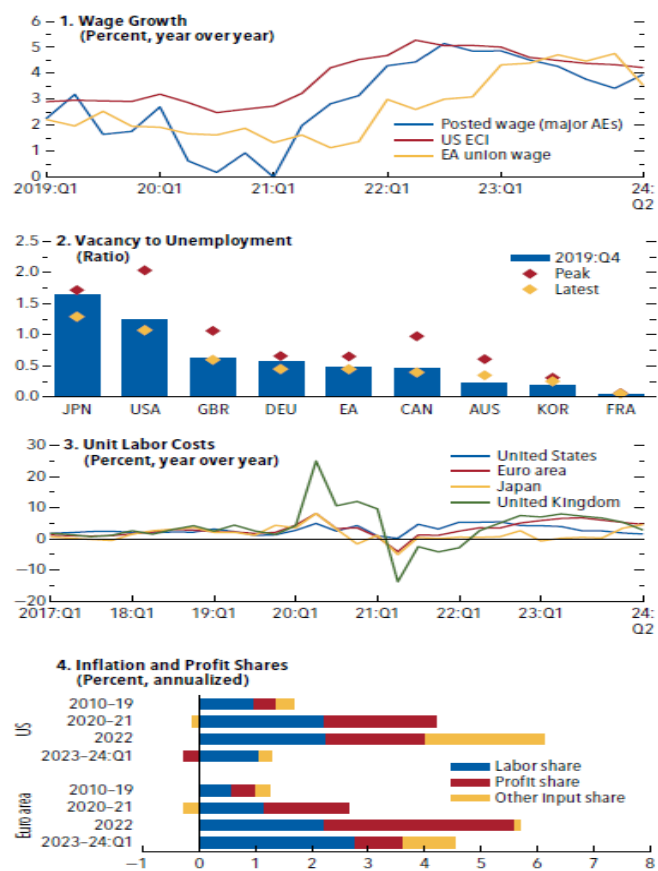 1. Wage Growth
(Percent, year over year)
6
5
4
3
2
1
0
Posted wage (major AEs)
US ECI
EA union wage
2019:Q1
20:Q1
21:Q1
22:Q1
23:Q1
24:
Q2
2. Vacancy to Unemployment
(Ratio)
2.5
2.0
1.5
1.0
0.5
0.0
2019:Q4
Peak
Latest
JPN
USA
GBR
DEU
EA
CAN
AUS
KOR
FRA
3. Unit Labor Costs
(Percent, year over year)
30
20
10
0
−10
−20
United States
Euro area
Japan
United Kingdom
2017:Q1
18:Q1
19:Q1
20:Q1
21:Q1
22:Q1
23:Q1
24:
Q2
4. Inflation and Profit Shares
(Percent, annualized)
US
2010–19
2020–21
2022
2023–24:Q1
Euro area
2010–19
2020–21
2022
2023–24:Q1
Labor share
Profit share
Other input share
−1
0
1
2
3
4
5
6
7
8